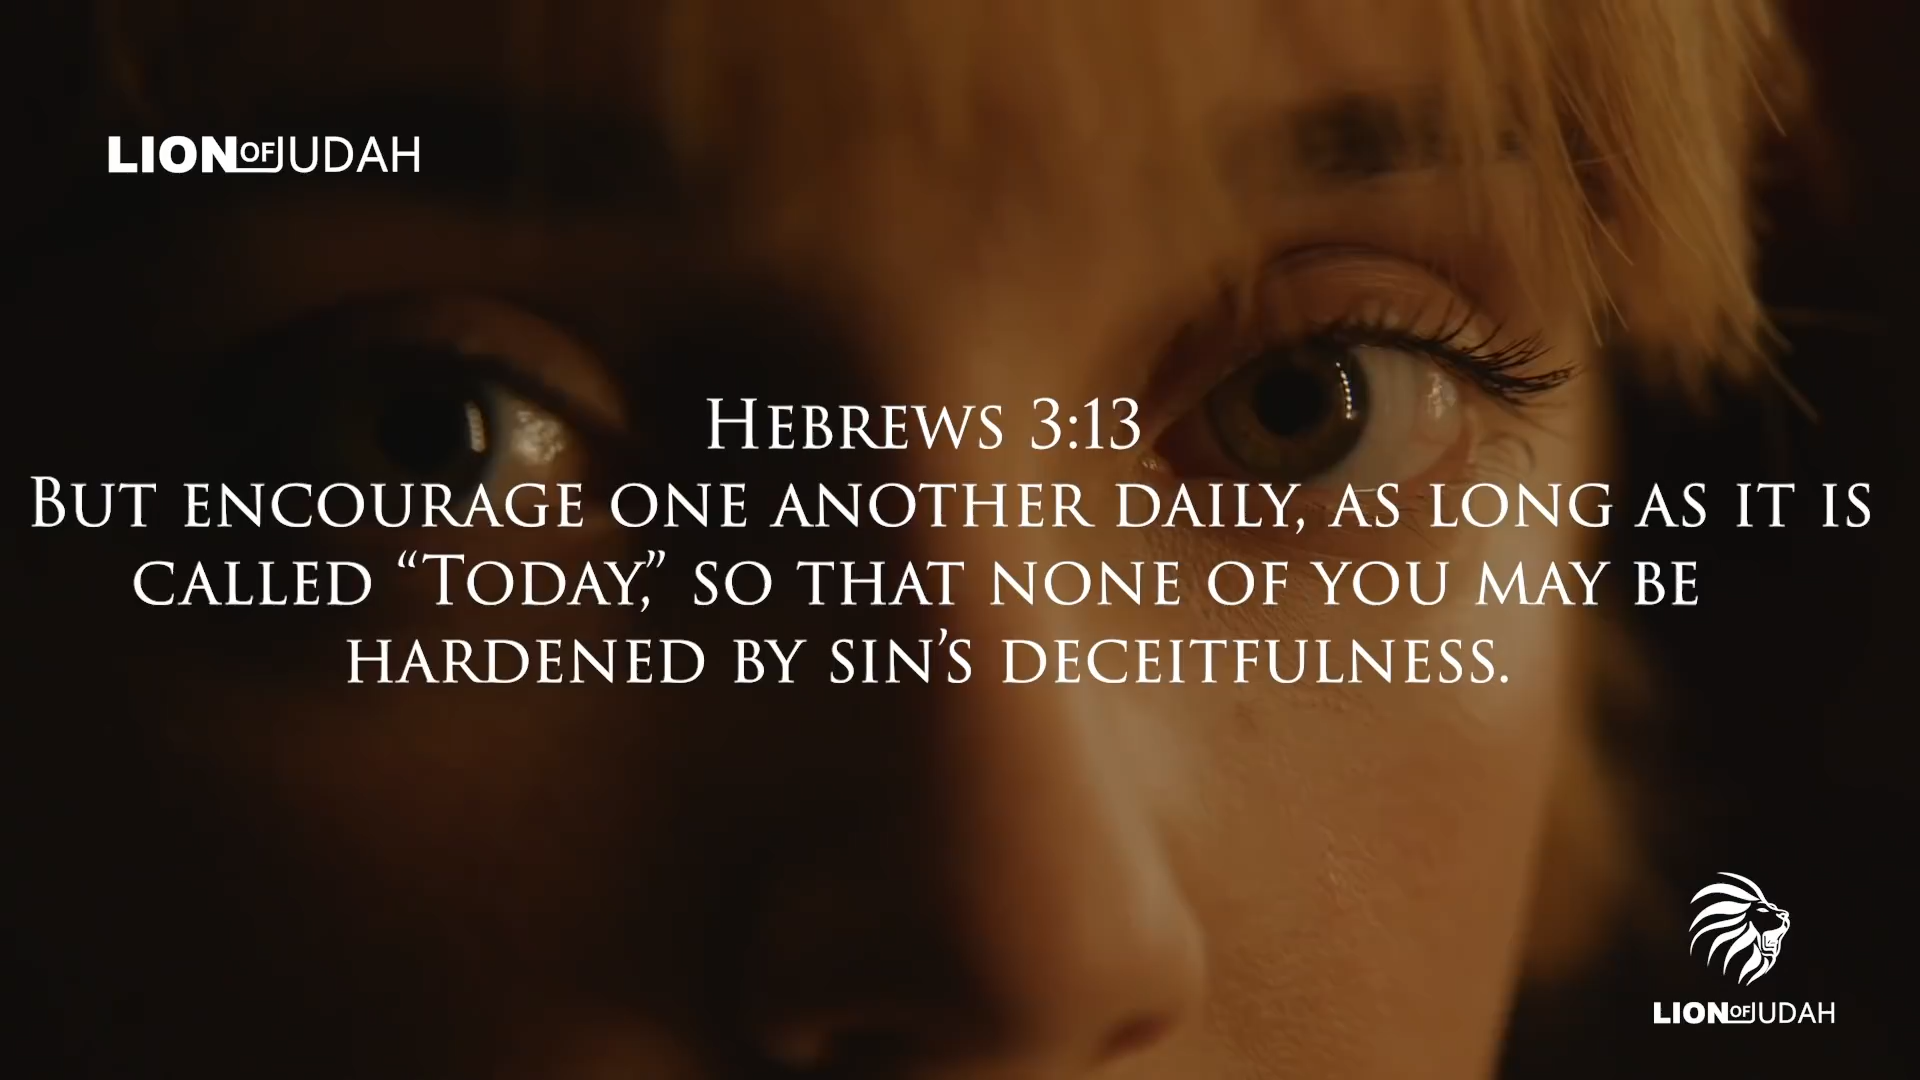 LION OF JUDAH
HEBREWS 3:13
BUT ENCOURAGE ONE ANOTHER DAILY, AS LONG AS IT IS
CALLED “TODAY,” SO THAT NONE OF YOU MAY BE
HARDENED BY SIN’S DECEITFULNESS.
LION OF JUDAH